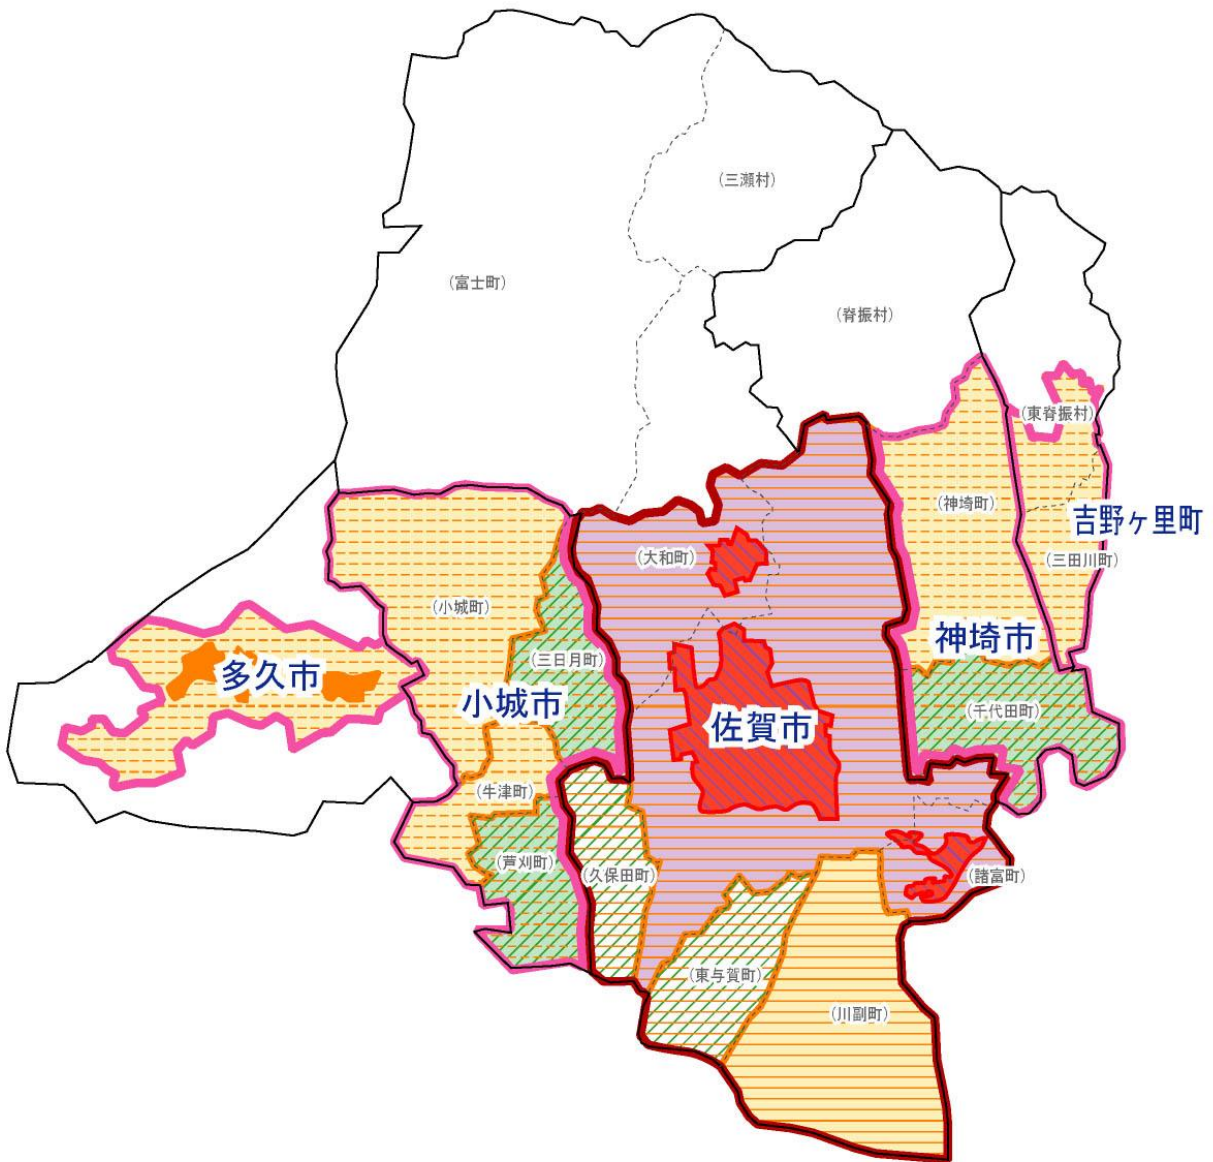 (三瀬村)
(富士町)
(脊振村)
(東脊振村)
(神埼町)
吉野ヶ里町
(大和町)
(三田川町)
(小城町)
神埼市
(三日月町)
多久市
小城市
佐賀市
(千代田町)
(牛津町)
(芦刈町)
(久保田町)
(諸富町)
(東与賀町)
(川副町)